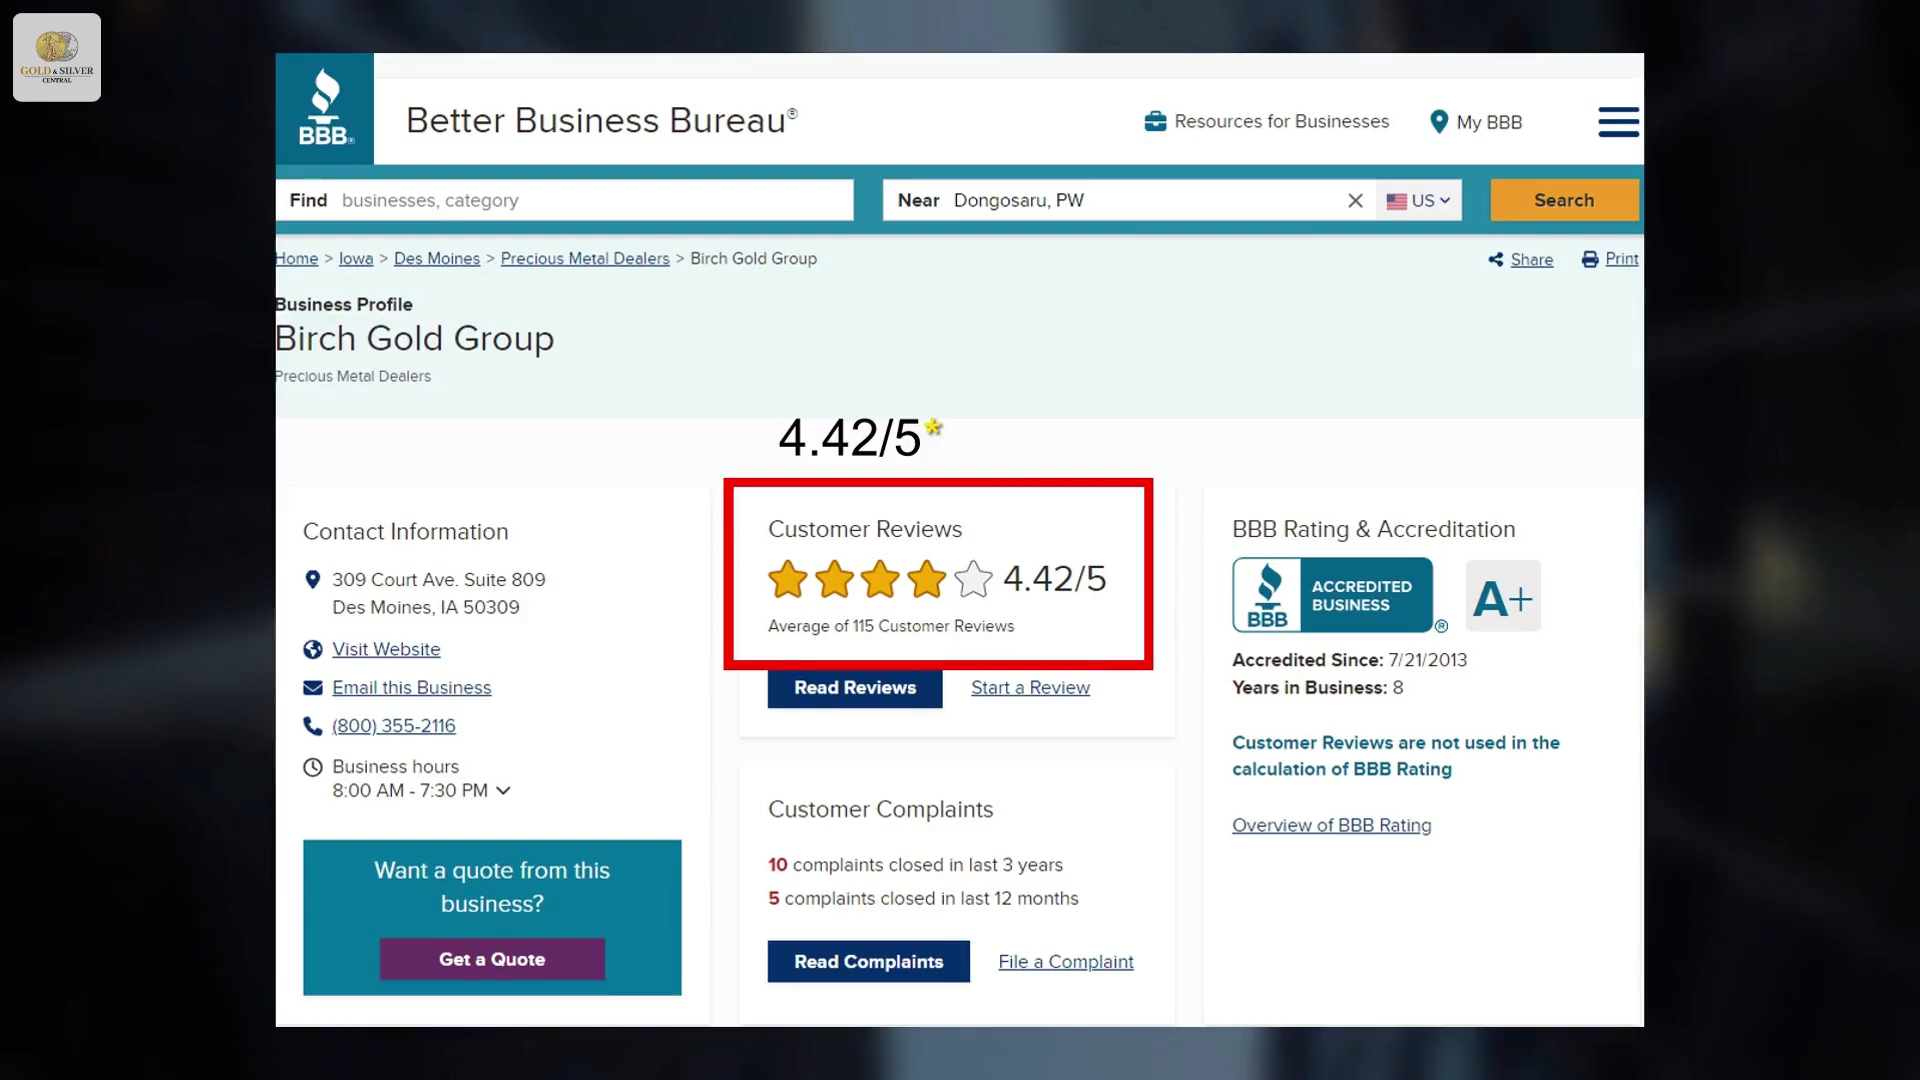 GOLD & SILVER
CENTRAL
BBB®
Better Business Bureau®
Resources for Businesses
My BBB
Find businesses, category
Near Dongosaru, PW
US
Search
Home > Iowa > Des Moines > Precious Metal Dealers > Birch Gold Group
Share
Print
Business Profile
Birch Gold Group
Precious Metal Dealers
4.42/5*
Contact Information
309 Court Ave. Suite 809
Des Moines, IA 50309
Visit Website
Email this Business
(800) 355-2116
Business hours
8:00 AM - 7:30 PM
Want a quote from this
business?
Get a Quote
Customer Reviews
4.42/5
Average of 115 Customer Reviews
Read Reviews
Start a Review
Customer Complaints
10 complaints closed in last 3 years
5 complaints closed in last 12 months
Read Complaints
File a Complaint
BBB Rating & Accreditation
BBB
ACCREDITED
BUSINESS
®
A+
Accredited Since: 7/21/2013
Years in Business: 8
Customer Reviews are not used in the
calculation of BBB Rating
Overview of BBB Rating